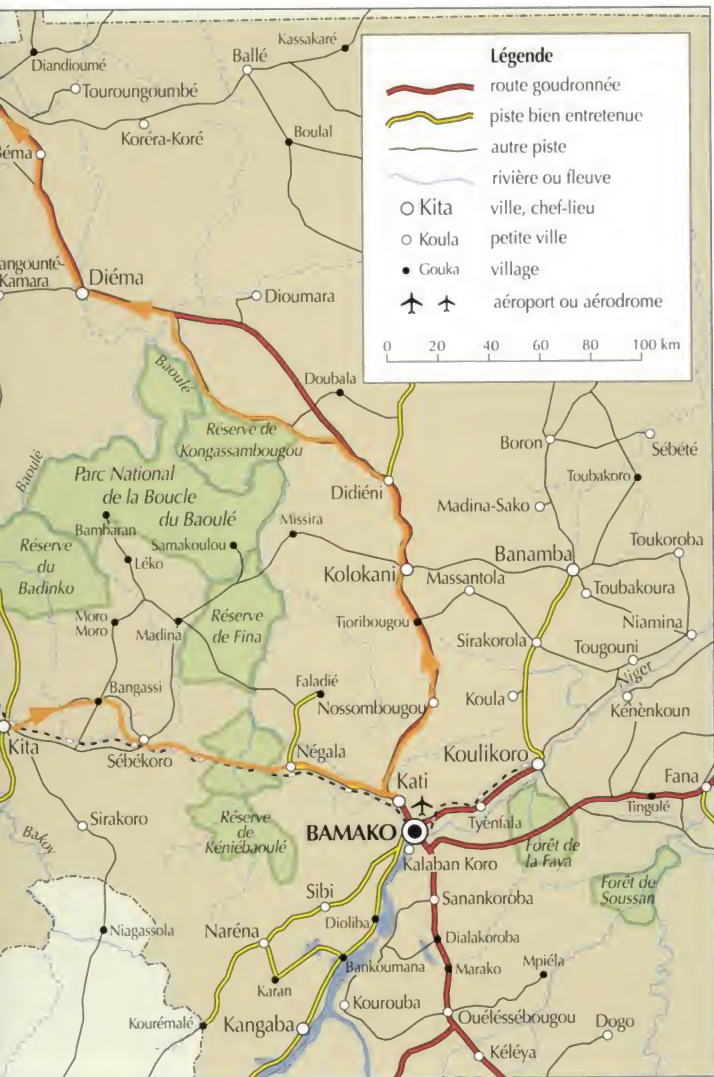 Légende
route goudronnée
piste bien entretenue
autre piste
rivière ou fleuve
Kita ville, chef-lieu
Koula petite ville
Gouka village
aéroport ou aérodrome
0 20 40 60 80 100 km
Kassakaré
Diandioumé
Ballé
Touroungoumbé
Koréra-Koré
Boulal
Béma
angounté-
Kamara
Diéma
Dioumara
Baoulé
Doubala
Réserve de
Kongassambougou
Boron
Sébété
Baoulé
Parc National
de la Boucle
du Baoulé
Toubakoro
Didiéni
Madina-Sako
Bambaran
Missira
Samakoulou
Toukoroba
Réserve
du
Badinko
Léko
Kolokani
Banamba
Massantola
Toubakoura
Moro
Moro
Madina
Réserve
de Fina
Tioribougou
Niamina
Sirakorola
Tougouni
Niger
Bangassi
Faladié
Nossombougou
Koula
Kénènkoun
Kita
Sébékoro
Négala
Koulikoro
Kati
Fana
Tingolé
Tyéníala
Sirakoro
Réserve
de
Kéniébaoulé
BAMAKO
Forêt de
la Faya
Bakoy
Kalaban Koro
Forêt de
Soussan
Sibi
Sanankoroba
Niagassola
Naréna
Dioliba
Dialakoroba
Bankoumana
Marako
Mpiéla
Karan
Kourouba
Kourémalé
Kangaba
Ouéléssébougou
Dogo
Kéléya